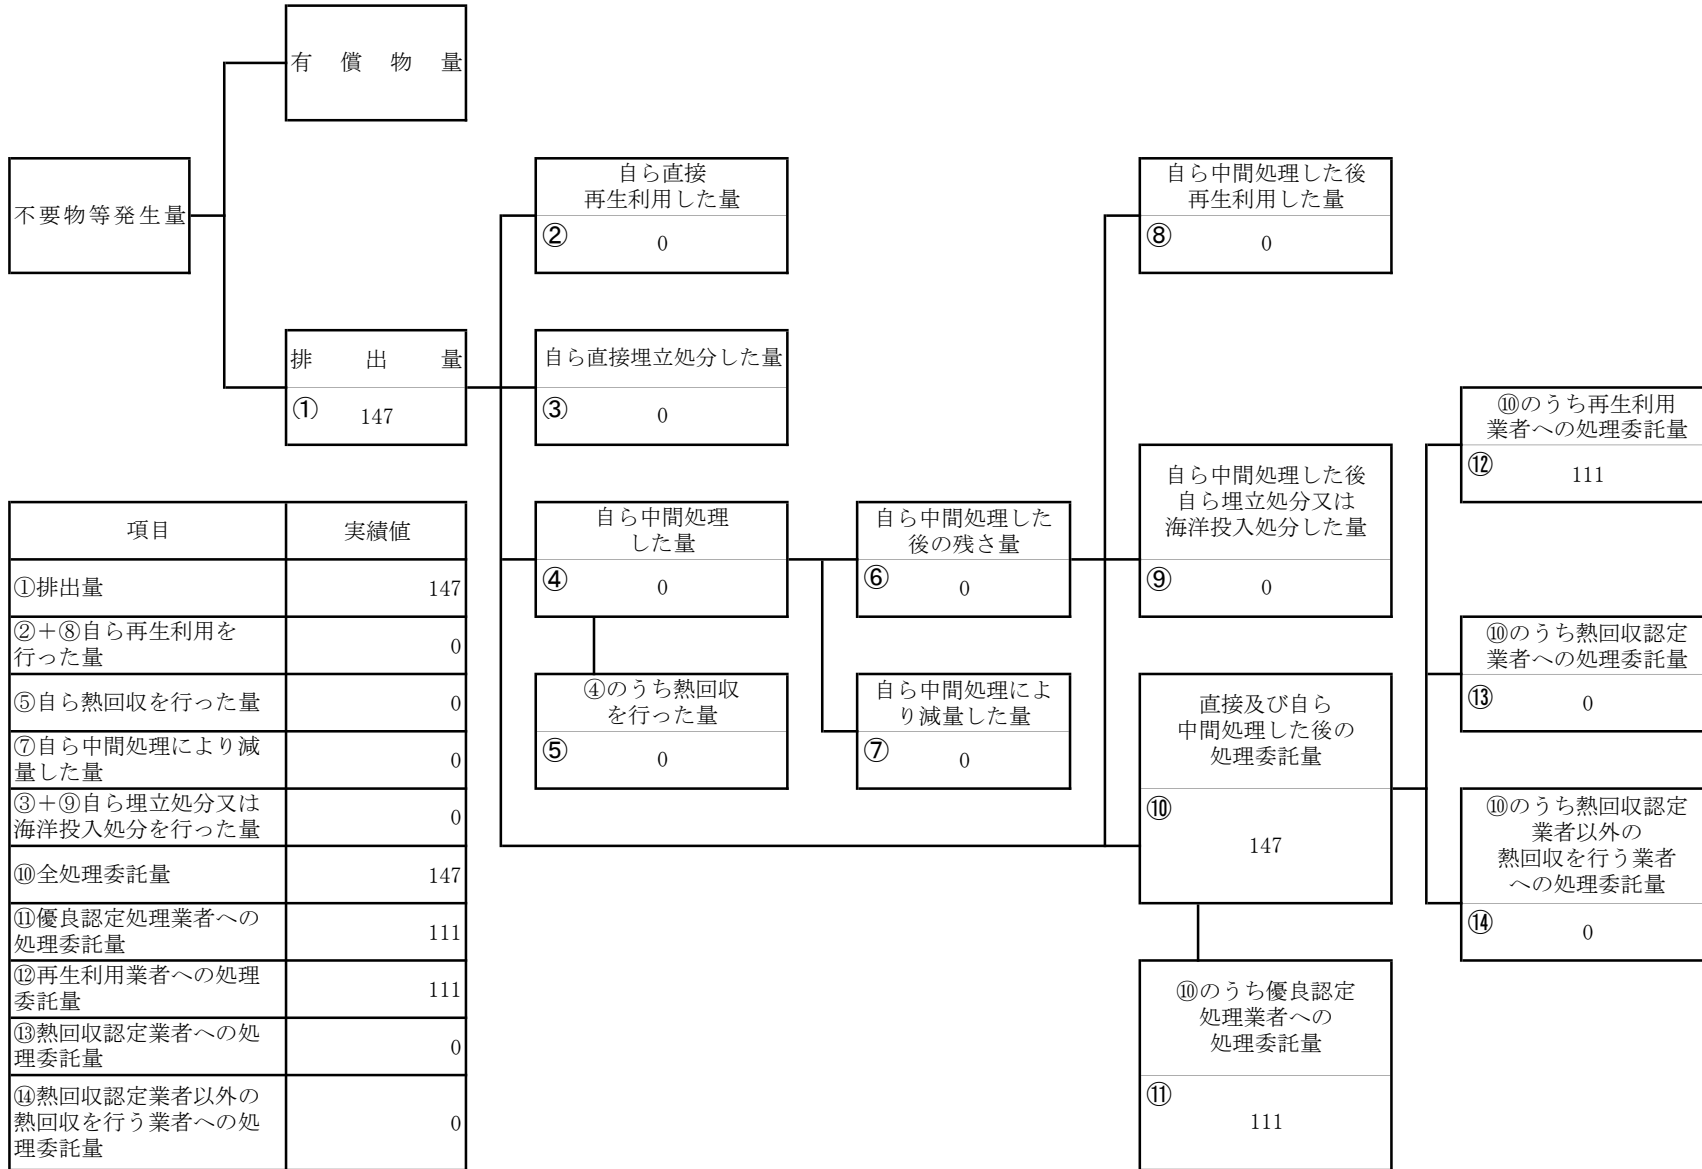 有償物量
不要物等発生量
排出量
① 147
自ら直接
再生利用した量
② 0
自ら直接埋立処分した量
③ 0
自ら中間処理
した量
④ 0
④のうち熱回収
を行った量
⑤ 0
自ら中間処理した
後の残さ量
⑥ 0
自ら中間処理によ
り減量した量
⑦ 0
自ら中間処理した後
再生利用した量
⑧ 0
自ら中間処理した後
自ら埋立処分又は
海洋投入処分した量
⑨ 0
直接及び自ら
中間処理した後の
処理委託量
⑩
147
⑩のうち優良認定
処理業者への
処理委託量
⑪
111
⑩のうち再生利用
業者への処理委託量
⑫ 111
⑩のうち熱回収認定
業者への処理委託量
⑬ 0
⑩のうち熱回収認定
業者以外の
熱回収を行う業者
への処理委託量
⑭ 0
項目 実績値
①排出量 147
②＋⑧自ら再生利用を
行った量 0
⑤自ら熱回収を行った量 0
⑦自ら中間処理により減
量した量 0
③＋⑨自ら埋立処分又は
海洋投入処分を行った量 0
⑩全処理委託量 147
⑪優良認定処理業者への
処理委託量 111
⑫再生利用業者への処理
委託量 111
⑬熱回収認定業者への処
理委託量 0
⑭熱回収認定業者以外の
熱回収を行う業者への処
理委託量 0